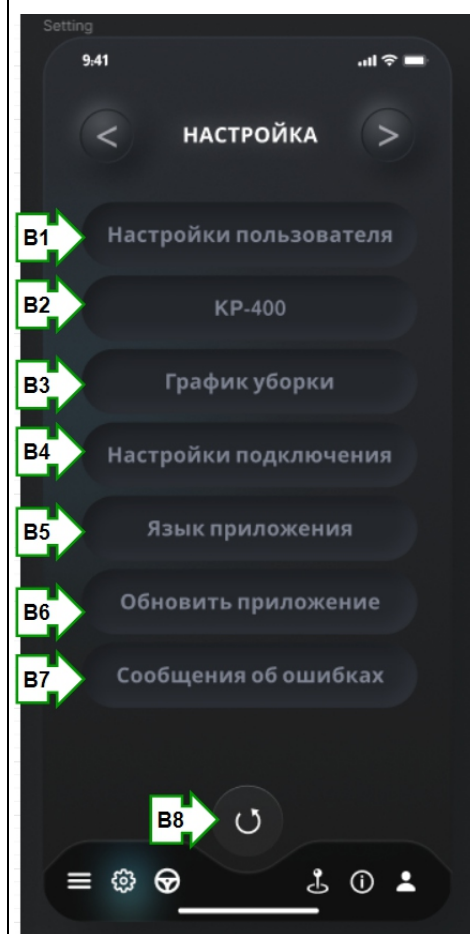 Setting
9:41
< НАСТРОЙКА >
B1 Настройки пользователя
B2 KP-400
B3 График уборки
B4 Настройки подключения
B5 Язык приложения
B6 Обновить приложение
B7 Сообщения об ошибках
B8